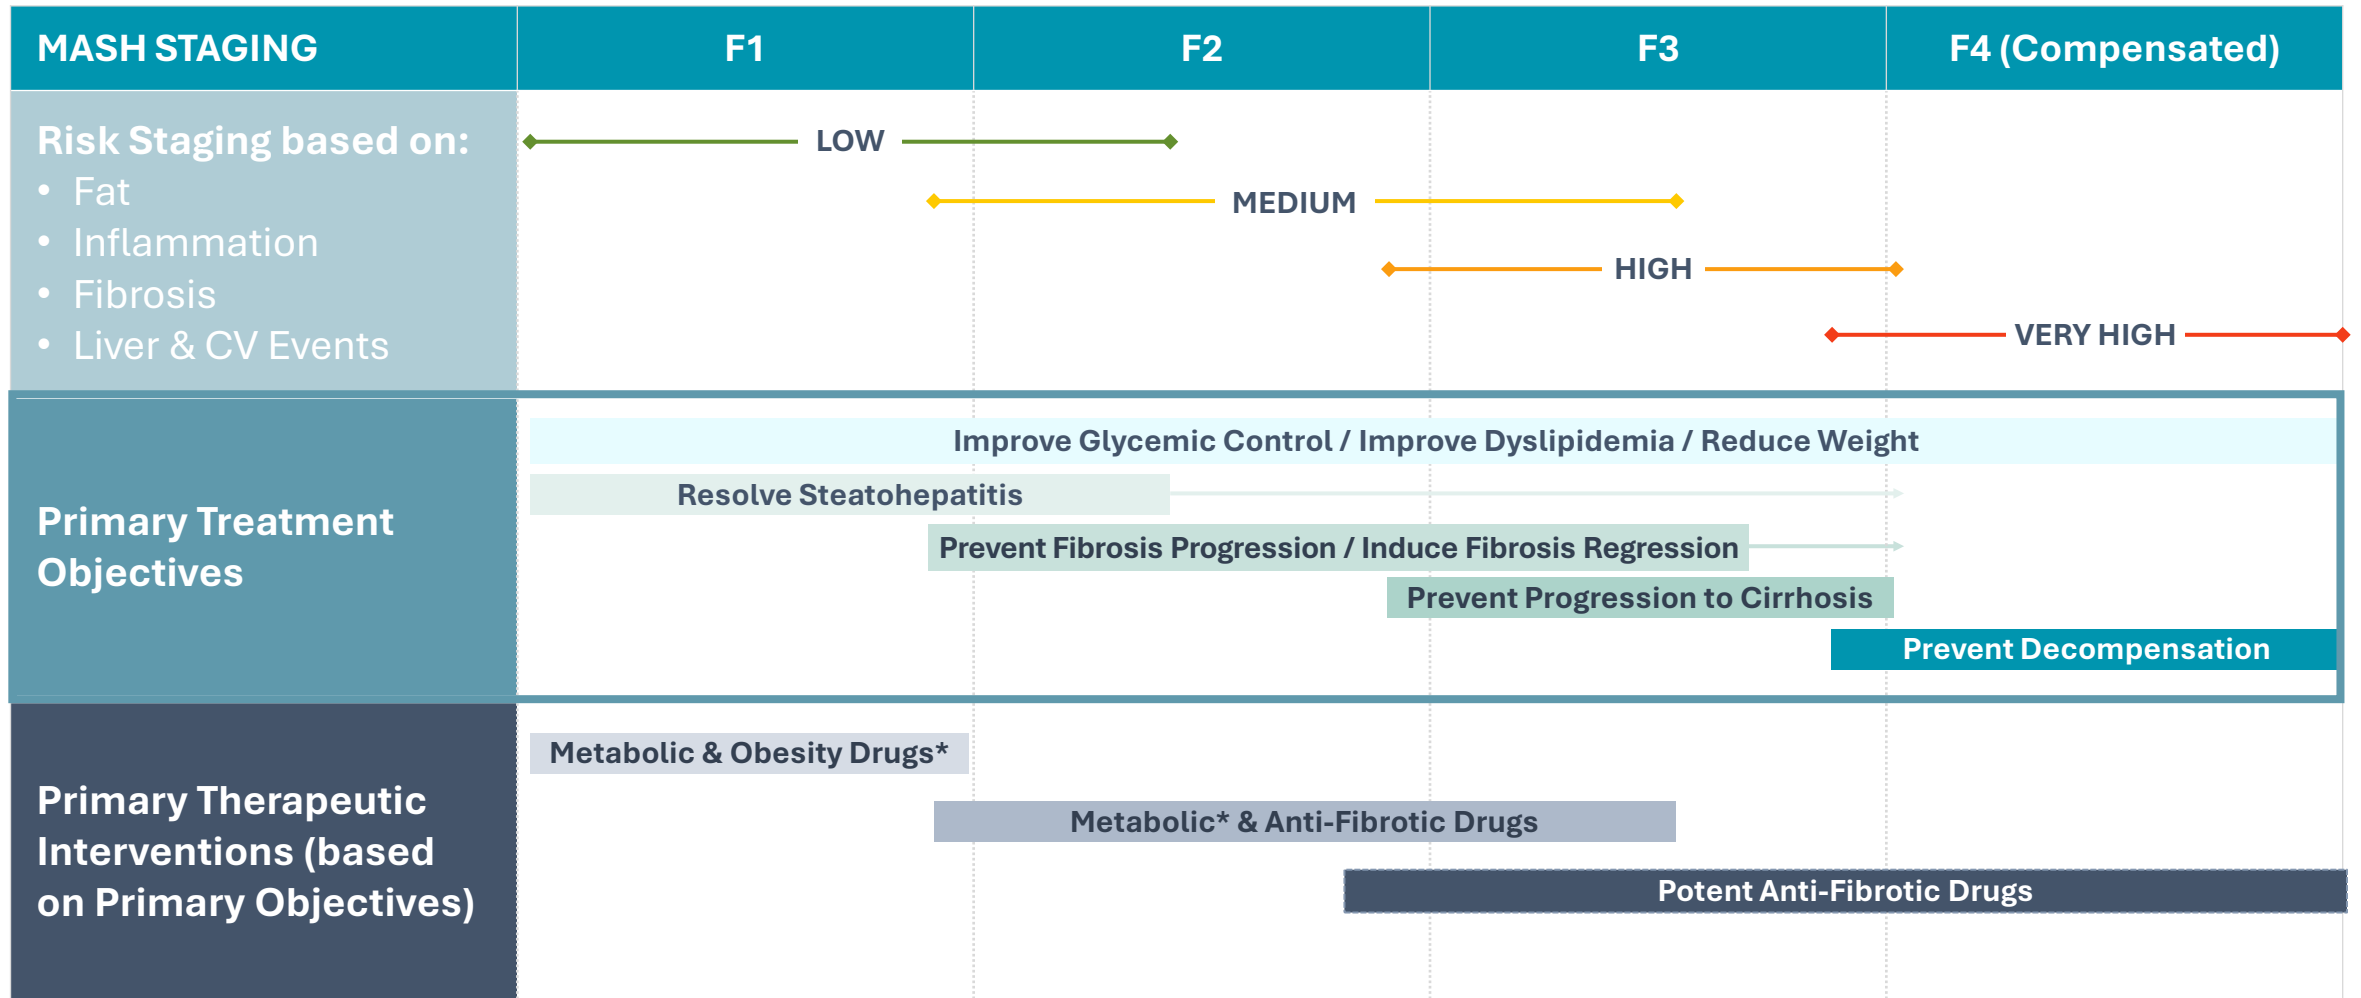 MASH STAGING
F1
F2
F3
F4 (Compensated)
Risk Staging based on:
• Fat
• Inflammation
• Fibrosis
• Liver & CV Events
LOW
MEDIUM
HIGH
VERY HIGH
Primary Treatment
Objectives
Improve Glycemic Control / Improve Dyslipidemia / Reduce Weight
Resolve Steatohepatitis
Prevent Fibrosis Progression / Induce Fibrosis Regression
Prevent Progression to Cirrhosis
Prevent Decompensation
Primary Therapeutic
Interventions (based
on Primary Objectives)
Metabolic & Obesity Drugs*
Metabolic* & Anti-Fibrotic Drugs
Potent Anti-Fibrotic Drugs